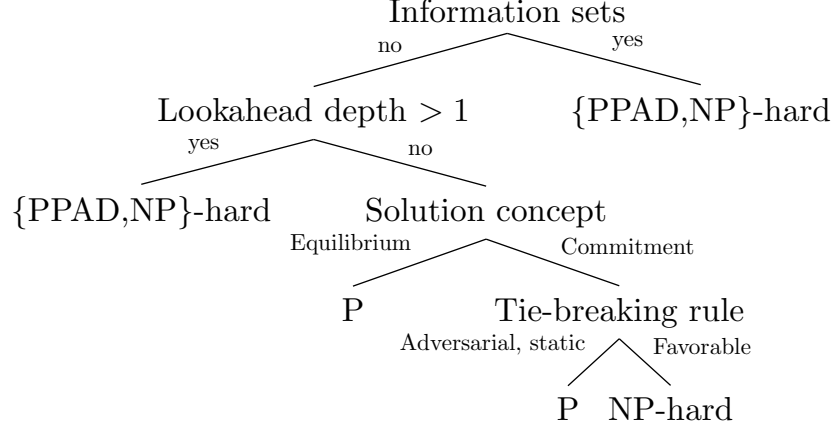 Information sets
no
yes
Lookahead depth > 1
{PPAD,NP}-hard
yes
no
{PPAD,NP}-hard
Solution concept
Equilibrium
Commitment
P
Tie-breaking rule
Adversarial, static
Favorable
P
NP-hard